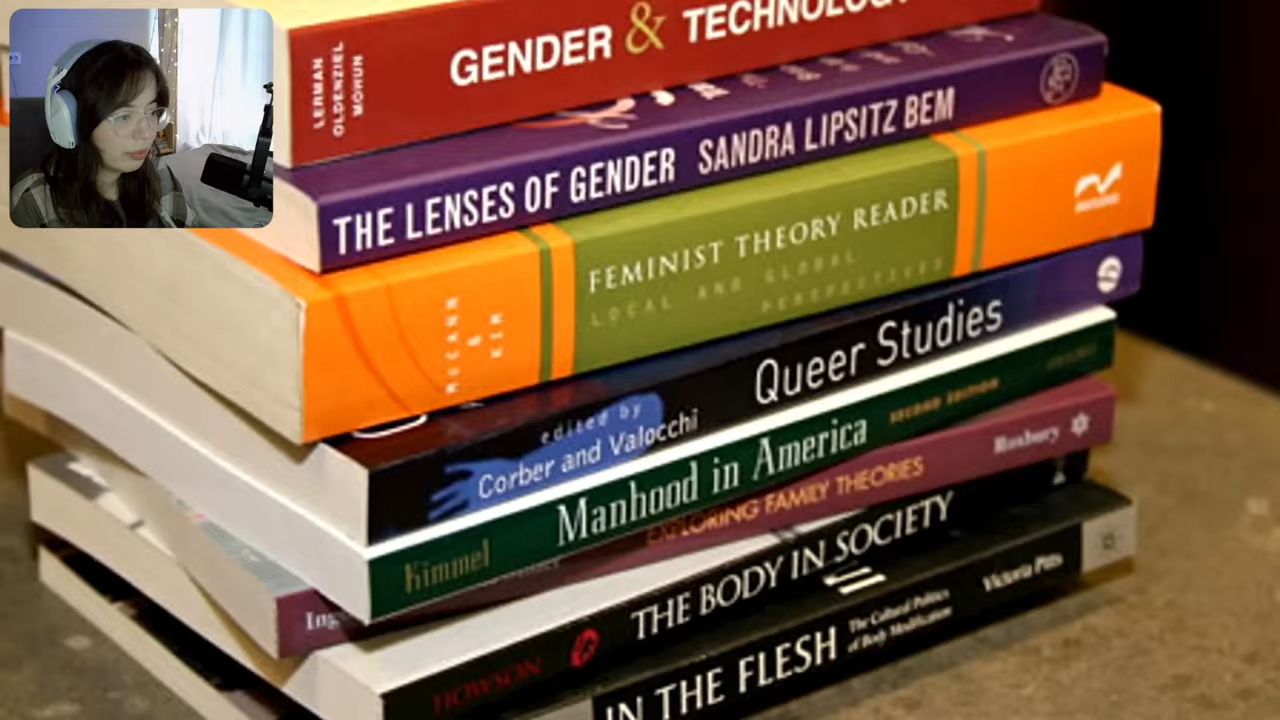 LERMAN
OLDENZIEL
MOHUN
GENDER & TECHNOLOGY
THE LENSES OF GENDER SANDRA LIPSITZ BEM
MCCANN
&
KIM
FEMINIST THEORY READER
LOCAL AND GLOBAL
PERSPECTIVES
Queer Studies
edited by
Corber and Valocchi
Kimmel
Manhood in America
SECOND EDITION
EXPLORING FAMILY THEORIES
Roxbury
HOWSON
THE BODY IN SOCIETY
IN THE FLESH
The Cultural Politics
of Body Modification
Victoria Pitts